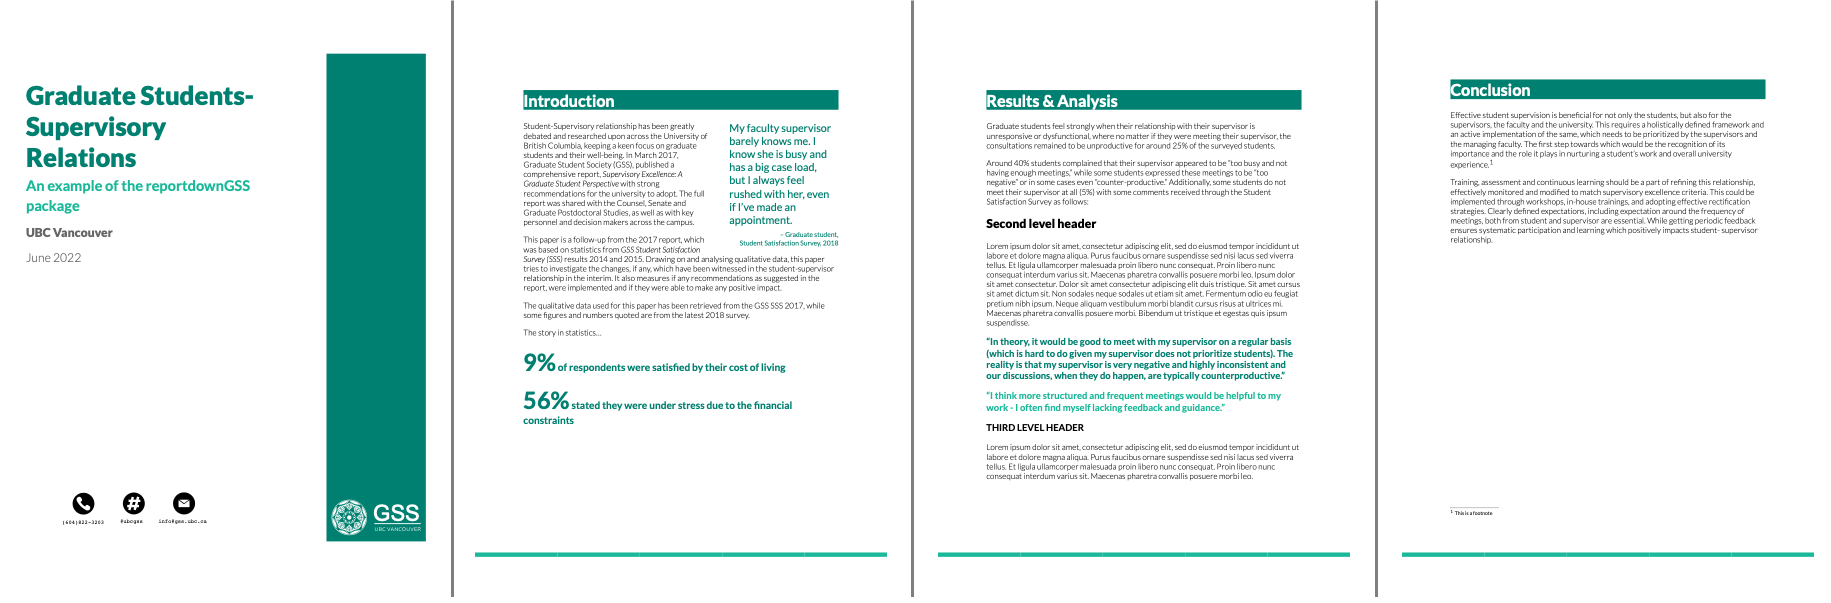 Graduate Students-
Supervisory
Relations
An example of the reportdownGSS
package
UBC Vancouver
June 2022
(604)822-3203
@ubcgss
info@gss.ubc.ca
GSS
UBC VANCOUVER
Introduction
Student-Supervisory relationship has been greatly
debated and researched upon across the University of
British Columbia, keeping a keen focus on graduate
students and their well-being. In March 2017,
Graduate Student Society (GSS), published a
comprehensive report, Supervisory Excellence: A
Graduate Student Perspective with strong
recommendations for the university to adopt. The full
report was shared with the Counsel, Senate and
Graduate Postdoctoral Studies, as well as with key
personnel and decision makers across the campus.
My faculty supervisor
barely knows me. I
know she is busy and
has a big case load,
but I always feel
rushed with her, even
if I've made an
appointment.
– Graduate student,
Student Satisfaction Survey, 2018
This paper is a follow-up from the 2017 report, which
was based on statistics from GSS Student Satisfaction
Survey (SSS) results 2014 and 2015. Drawing on and analysing qualitative data, this paper
tries to investigate the changes, if any, which have been witnessed in the student-supervisor
relationship in the interim. It also measures if any recommendations as suggested in the
report, were implemented and if they were able to make any positive impact.
The qualitative data used for this paper has been retrieved from the GSS SSS 2017, while
some figures and numbers quoted are from the latest 2018 survey.
The story in statistics...
9% of respondents were satisfied by their cost of living
56% stated they were under stress due to the financial
constraints
Results & Analysis
Graduate students feel strongly when their relationship with their supervisor is
unresponsive or dysfunctional, where no matter if they were meeting their supervisor, the
consultations remained to be unproductive for around 25% of the surveyed students.
Around 40% students complained that their supervisor appeared to be "too busy and not
having enough meetings," while some students expressed these meetings to be "too
negative" or in some cases even "counter-productive." Additionally, some students do not
meet their supervisor at all (5%) with some comments received through the Student
Satisfaction Survey as follows:
Second level header
Lorem ipsum dolor sit amet, consectetur adipiscing elit, sed do eiusmod tempor incididunt ut
labore et dolore magna aliqua. Purus faucibus ornare suspendisse sed nisi lacus sed viverra
tellus. Et ligula ullamcorper malesuada proin libero nunc consequat. Proin libero nunc
consequat interdum varius sit. Maecenas pharetra convallis posuere morbi leo. Ipsum dolor
sit amet consectetur. Dolor sit amet consectetur adipiscing elit duis tristique. Sit amet cursus
sit amet dictum sit. Non sodales neque sodales ut etiam sit amet. Fermentum odio eu feugiat
pretium nibh ipsum. Neque aliquam vestibulum morbi blandit cursus risus at ultrices mi.
Maecenas pharetra convallis posuere morbi. Bibendum ut tristique et egestas quis ipsum
suspendisse.
"In theory, it would be good to meet with my supervisor on a regular basis
(which is hard to do given my supervisor does not prioritize students). The
reality is that my supervisor is very negative and highly inconsistent and
our discussions, when they do happen, are typically counterproductive."
"I think more structured and frequent meetings would be helpful to my
work - I often find myself lacking feedback and guidance."
THIRD LEVEL HEADER
Lorem ipsum dolor sit amet, consectetur adipiscing elit, sed do eiusmod tempor incididunt ut
labore et dolore magna aliqua. Purus faucibus ornare suspendisse sed nisi lacus sed viverra
tellus. Et ligula ullamcorper malesuada proin libero nunc consequat. Proin libero nunc
consequat interdum varius sit. Maecenas pharetra convallis posuere morbi leo.
Conclusion
Effective student supervision is beneficial for not only the students, but also for the
supervisors, the faculty and the university. This requires a holistically defined framework and
an active implementation of the same, which needs to be prioritized by the supervisors and
the managing faculty. The first step towards which would be the recognition of its
importance and the role it plays in nurturing a student's work and overall university
experience.1
Training, assessment and continuous learning should be a part of refining this relationship,
effectively monitored and modified to match supervisory excellence criteria. This could be
implemented through workshops, in-house trainings, and adopting effective rectification
strategies. Clearly defined expectations, including expectation around the frequency of
meetings, both from student and supervisor are essential. While getting periodic feedback
ensures systematic participation and learning which positively impacts student- supervisor
relationship.
1 This is a footnote